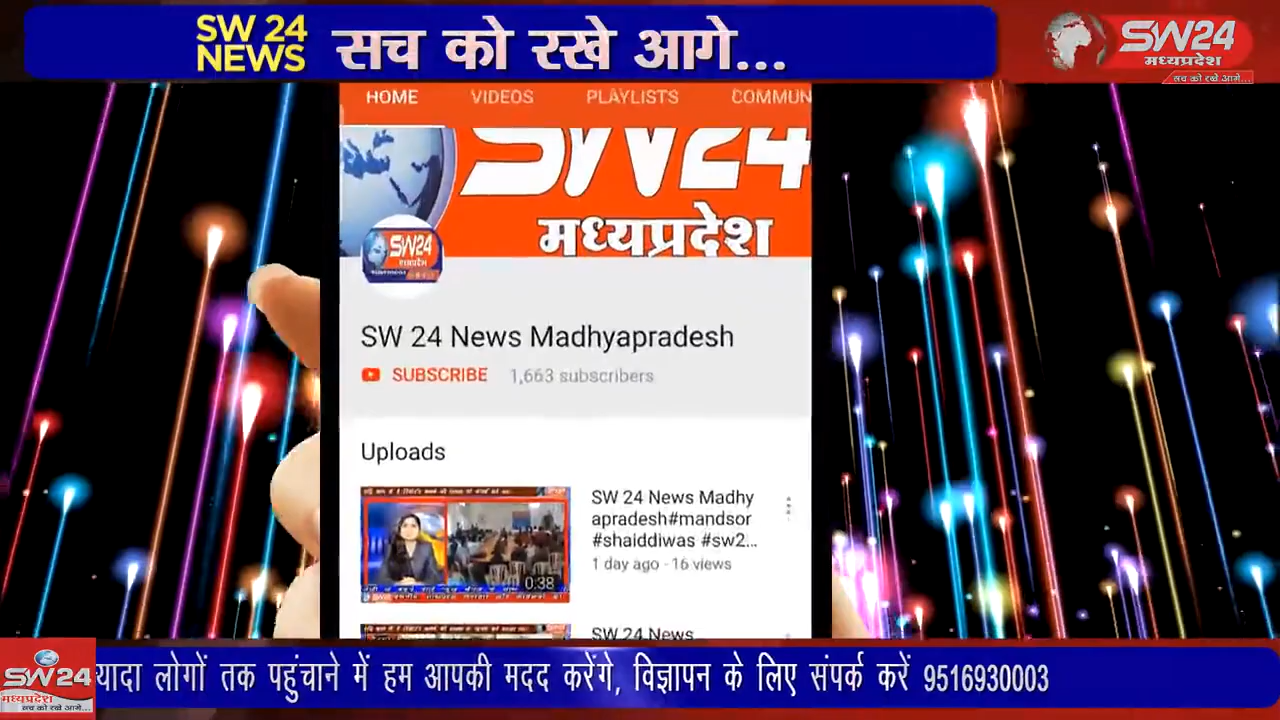 SW 24
NEWS
सच को रखे आगे...
SW24
मध्यप्रदेश
सच को रखे आगे...
HOME VIDEOS PLAYLISTS COMMUN
SW24
मध्यप्रदेश
SW24
SW 24 News Madhyapradesh
SUBSCRIBE 1,663 subscribers
Uploads
SW 24 News Madhy
apradesh#mandsor
#shaiddiwas #sw2...
1 day ago - 16 views
0:38
SW 24 News
SW24
मध्यप्रदेश
सच को रखे आगे...
यादा लोगों तक पहुंचाने में हम आपकी मदद करेंगे, विज्ञापन के लिए संपर्क करें 9516930003